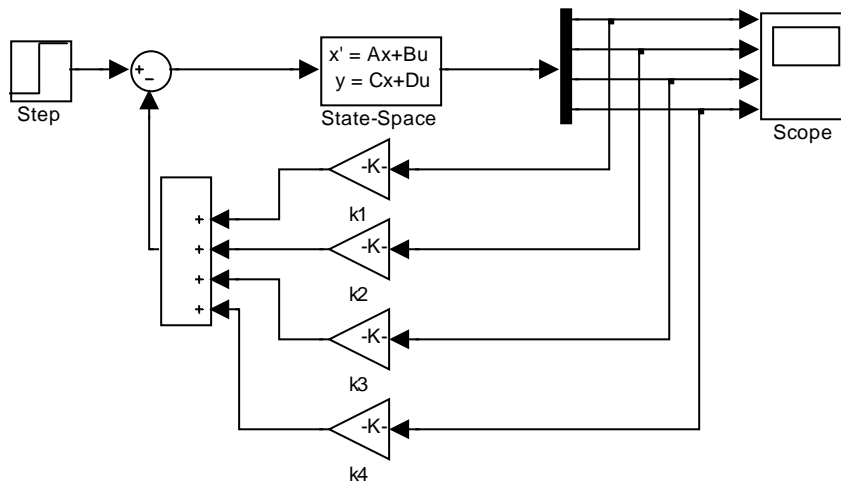 x' = Ax+Bu
y = Cx+Du
+
−
Step
State-Space
Scope
-K-
k1
+
-K-
+
k2
+
-K-
+
k3
-K-
k4